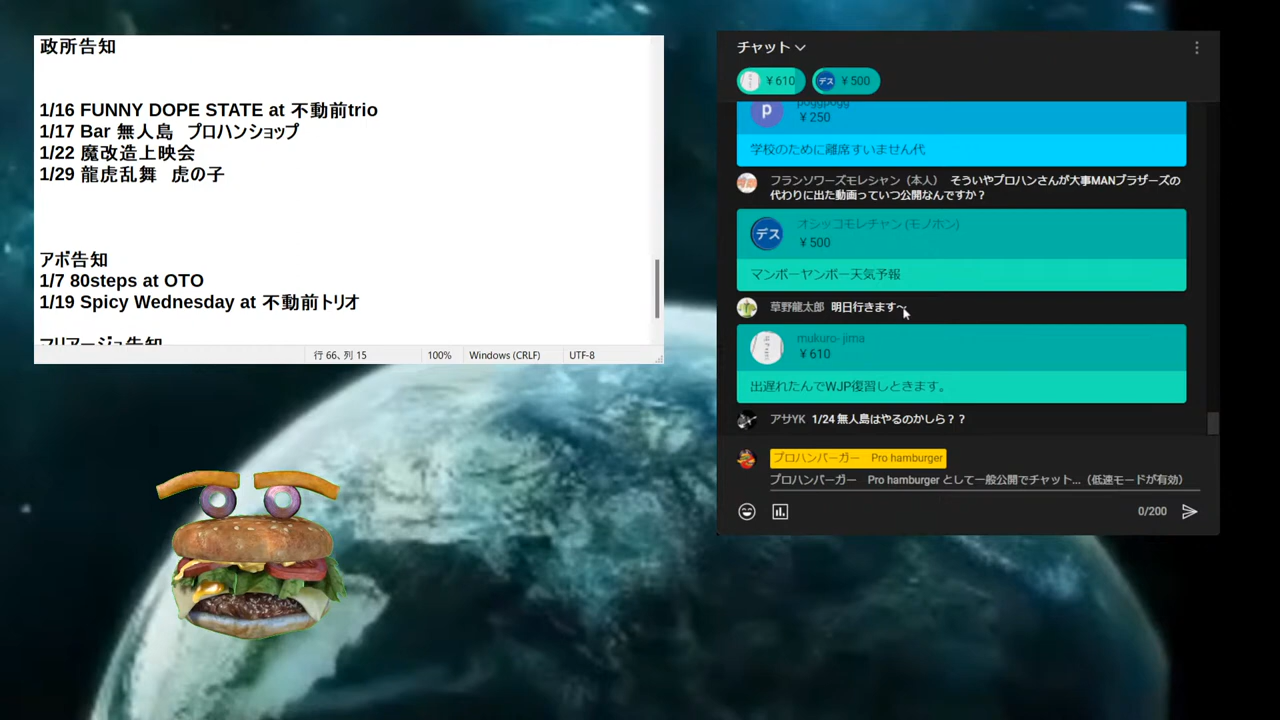 政所告知
1/16 FUNNY DOPE STATE at 不動前trio
1/17 Bar 無人島　プロハンショップ
1/22 魔改造上映会
1/29 龍虎乱舞　虎の子
アポ告知
1/7 80steps at OTO
1/19 Spicy Wednesday at 不動前トリオ
マリアージュ告知
行 66、列 15
100%
Windows (CRLF)
UTF-8
チャット
¥610
デス ¥500
p
poggpogg
¥250
学校のために離席すいません代
フランソワーズモレシャン（本人） そういやプロハンさんが大事MANブラザーズの
代わりに出た動画っていつ公開なんですか？
デス
オシッコモレチャン (モノホン)
¥500
マンボーヤンボー天気予報
草野龍太郎 明日行きます〜
mukuro- jima
¥610
出遅れたんでWJP復習しときます。
アサYK 1/24 無人島はやるのかしら？？
プロハンバーガー　Pro hamburger
プロハンバーガー　Pro hamburger として一般公開でチャット...（低速モードが有効）
0/200